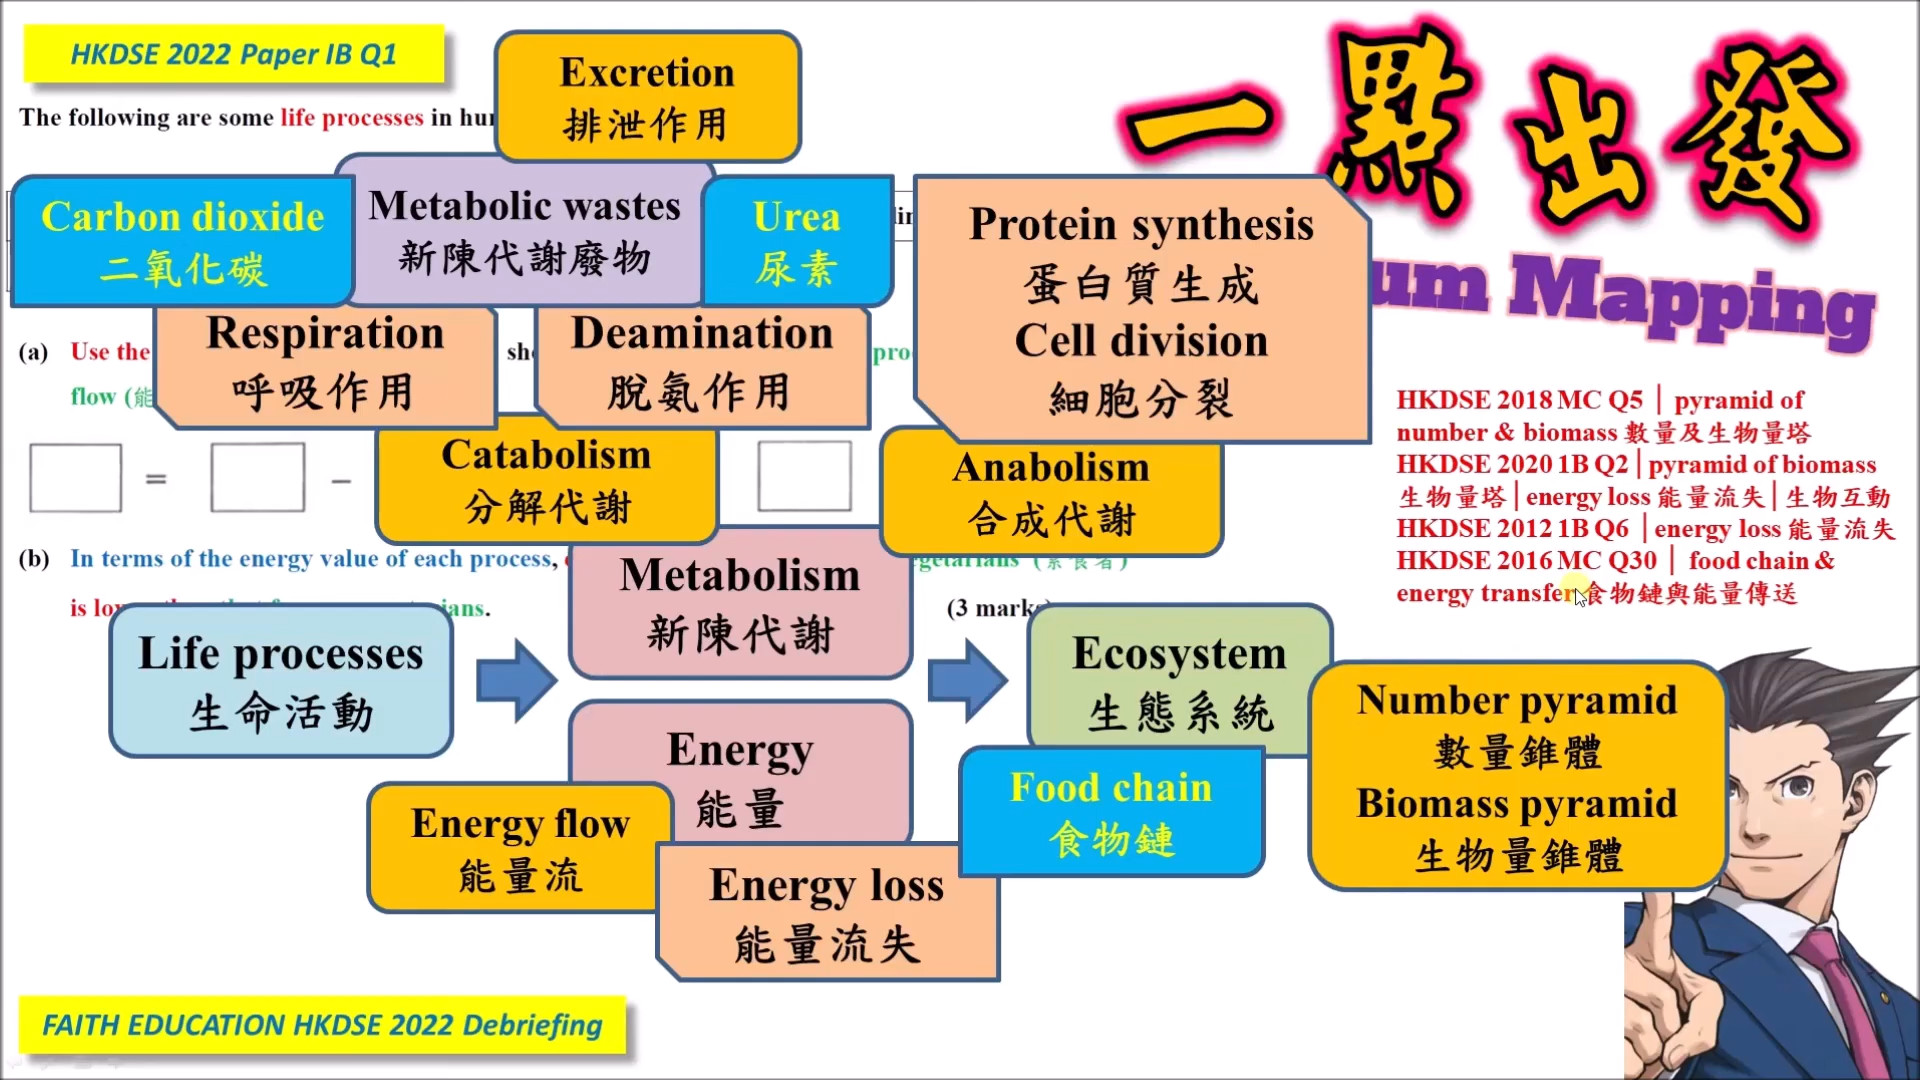 HKDSE 2022 Paper IB Q1
一點出發
The following are some life processes in hu
Excretion
排泄作用
Carbon dioxide
二氧化碳
Metabolic wastes
新陳代謝廢物
Urea
尿素
Protein synthesis
蛋白質生成
Cell division
細胞分裂
um Mapping
(a) Use the
Respiration
呼吸作用
sh
Deamination
脫氨作用
pro
flow (能
Catabolism
分解代謝
Anabolism
合成代謝
=
−
HKDSE 2018 MC Q5 | pyramid of
number & biomass 數量及生物量塔
HKDSE 2020 1B Q2 | pyramid of biomass
生物量塔 | energy loss 能量流失 | 生物互動
HKDSE 2012 1B Q6 | energy loss 能量流失
HKDSE 2016 MC Q30 | food chain &
energy transfer 食物鏈與能量傳送
(b) In terms of the energy value of each process,
getarians (素食者)
is lo
ians.
(3 mark
Life processes
生命活動
Metabolism
新陳代謝
Energy
能量
Ecosystem
生態系統
Number pyramid
數量錐體
Biomass pyramid
生物量錐體
Food chain
食物鏈
Energy flow
能量流
Energy loss
能量流失
FAITH EDUCATION HKDSE 2022 Debriefing